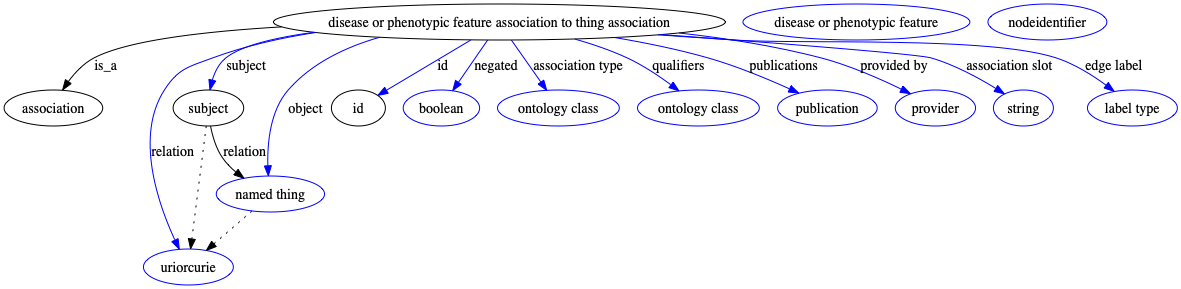 disease or phenotypic feature association to thing association
disease or phenotypic feature
nodeidentifier
is_a
subject
id
negated
association type
qualifiers
publications
provided by
association slot
edge label
association
subject
object
id
boolean
ontology class
ontology class
publication
provider
string
label type
relation
relation
named thing
uriorcurie